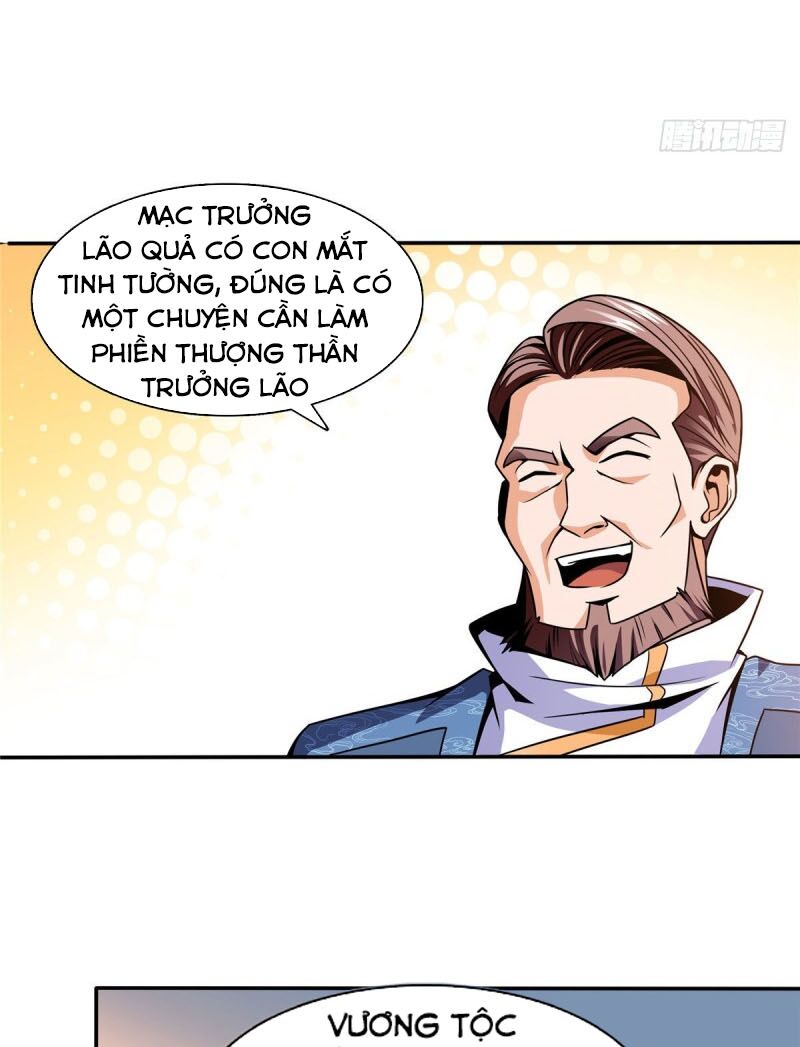 腾讯动漫
MẠC TRƯỞNG
LÃO QUẢ CÓ CON MẮT
TINH TƯỜNG, ĐÚNG LÀ CÓ
MỘT CHUYỆN CẦN LÀM
PHIỀN THƯỢNG THẦN
TRƯỞNG LÃO
VƯƠNG TỘC